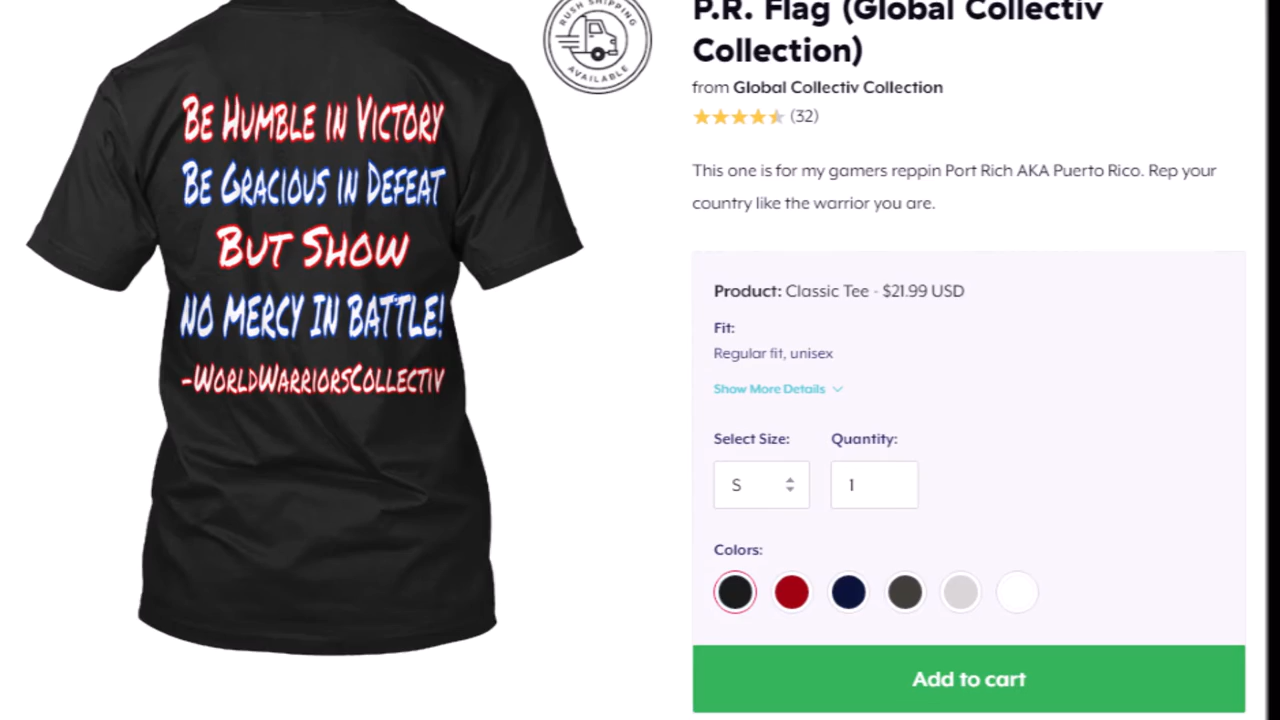 BE HUMBLE IN VICTORY
BE GRACIOUS IN DEFEAT
BUT SHOW
NO MERCY IN BATTLE!
-WORLDWARRIORSCOLLECTIV
RUSH SHIPPING
AVAILABLE
P.R. Flag (Global Collectiv
Collection)
from Global Collectiv Collection
(32)
This one is for my gamers reppin Port Rich AKA Puerto Rico. Rep your
country like the warrior you are.
Product: Classic Tee - $21.99 USD
Fit:
Regular fit, unisex
Show More Details
Select Size: Quantity:
S 1
Colors:
Add to cart